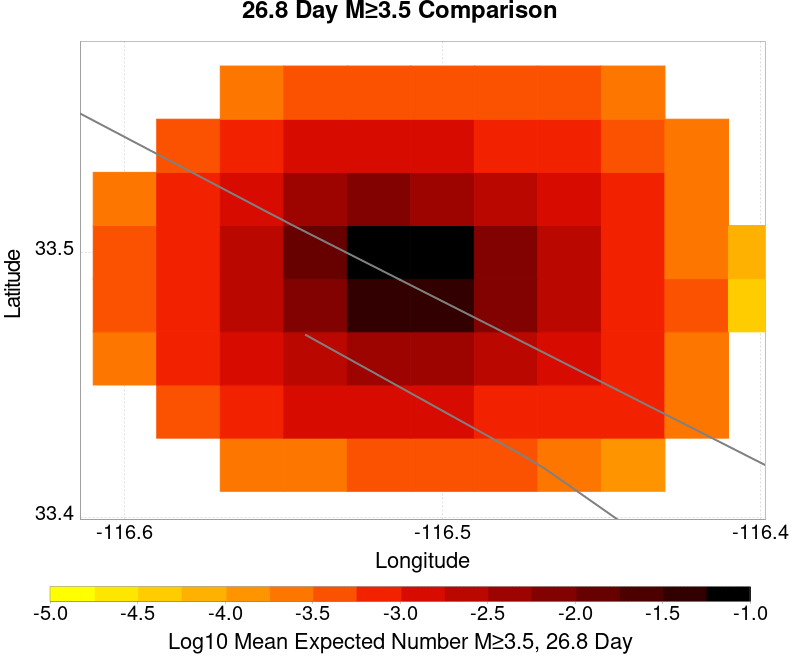 26.8 Day M≥3.5 Comparison
Latitude
33.5
33.4
-116.6 -116.5 -116.4
Longitude
-5.0 -4.5 -4.0 -3.5 -3.0 -2.5 -2.0 -1.5 -1.0
Log10 Mean Expected Number M≥3.5, 26.8 Day